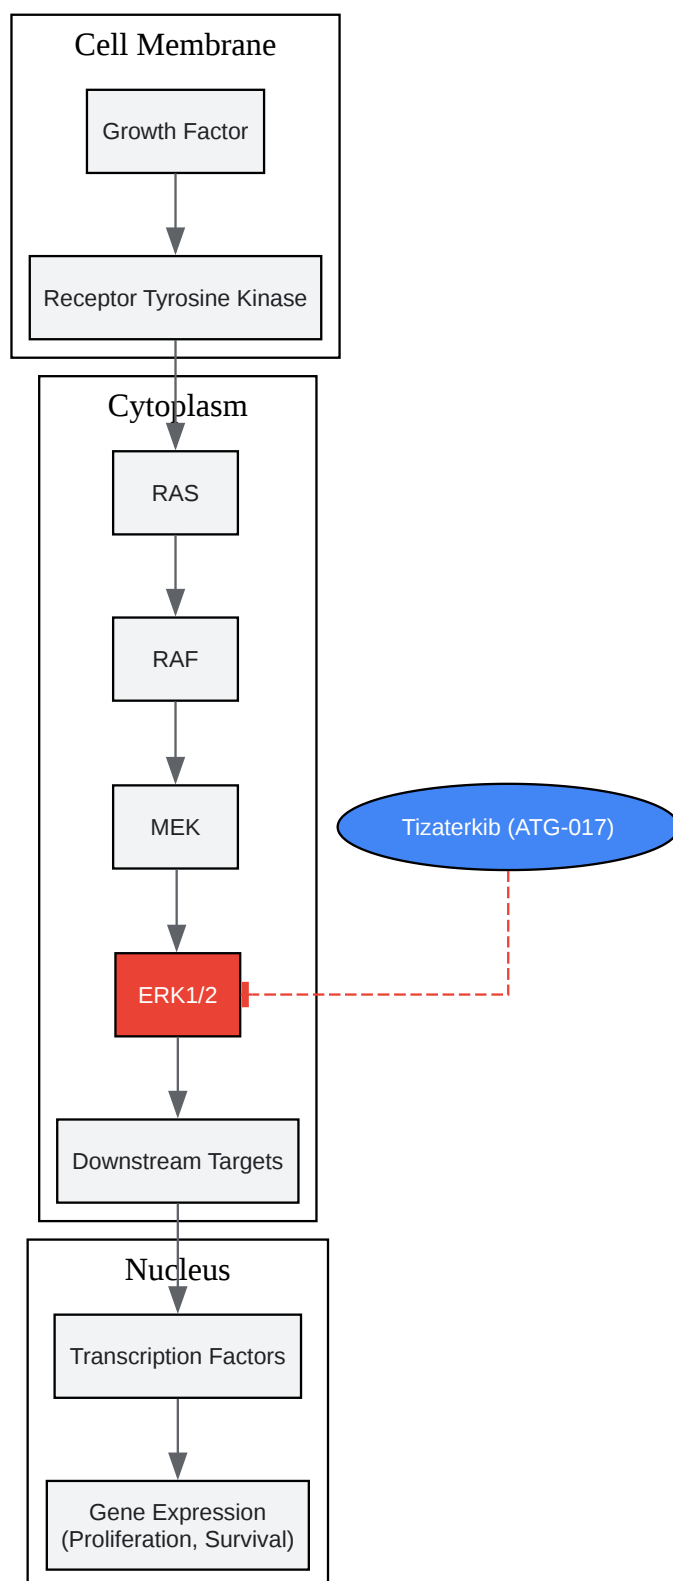 Cell Membrane
Growth Factor
Receptor Tyrosine Kinase
Cytoplasm
RAS
RAF
MEK
Tizaterkib (ATG-017)
ERK1/2
Downstream Targets
Nucleus
Transcription Factors
Gene Expression
(Proliferation, Survival)